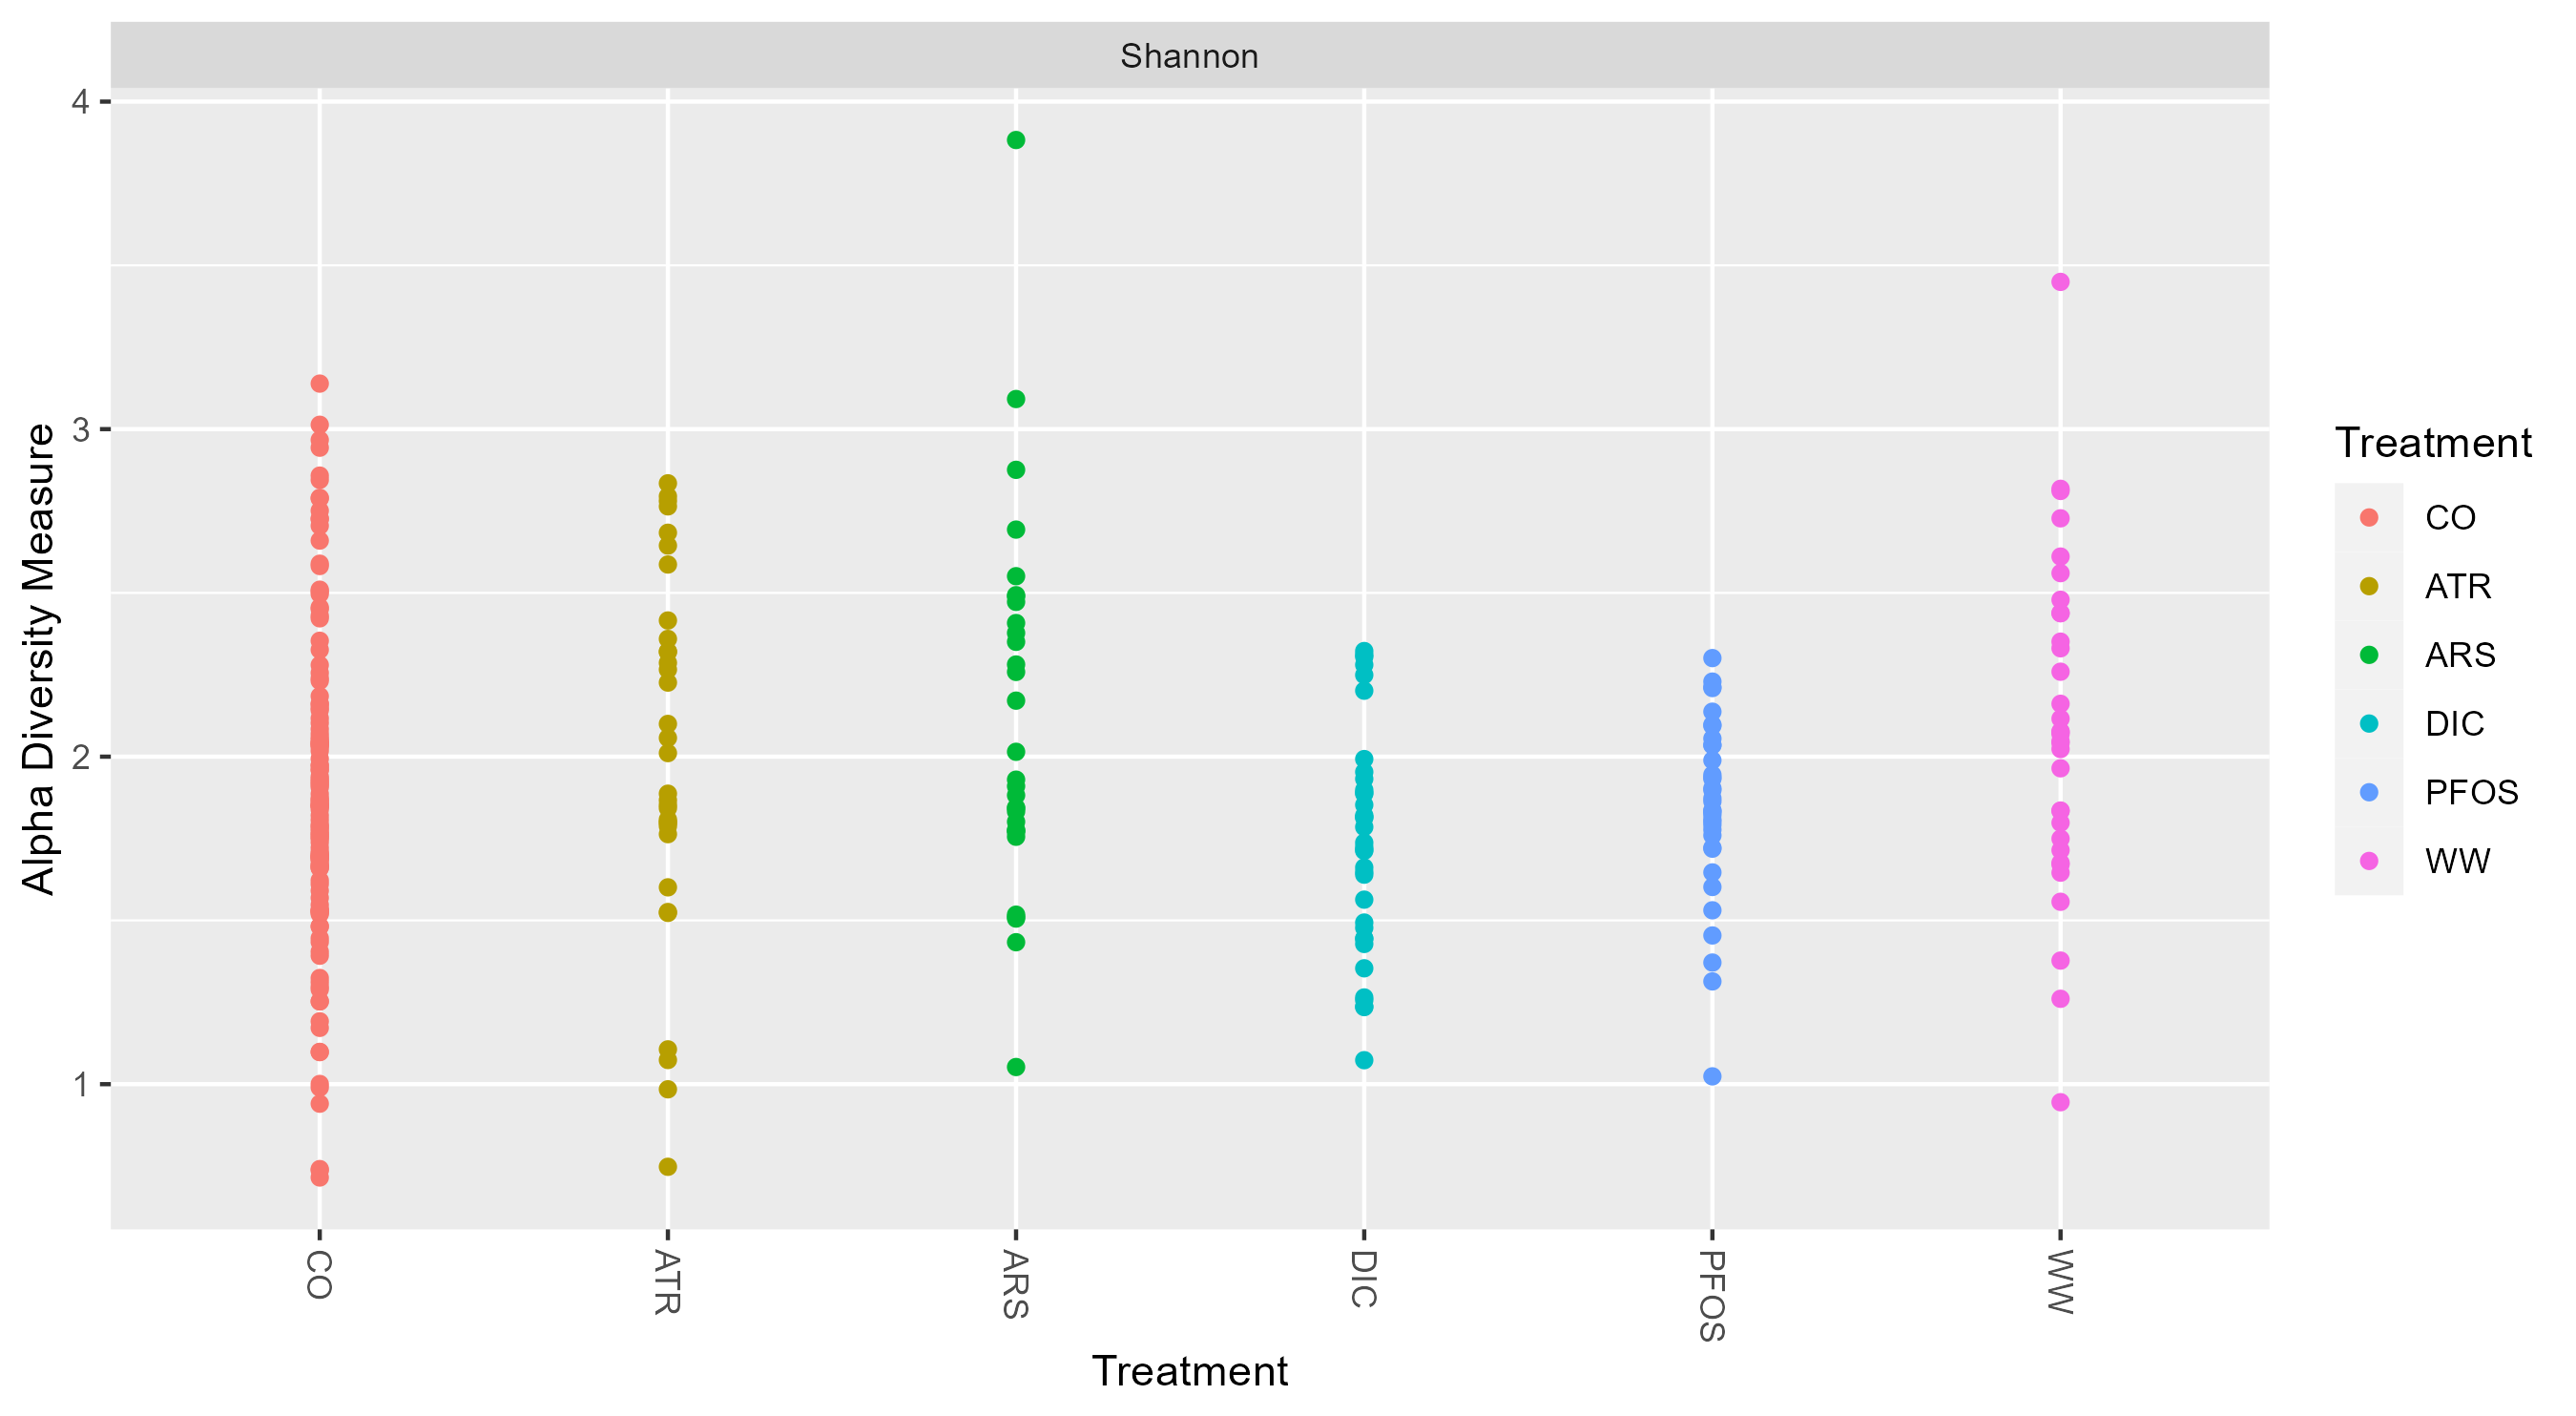 Shannon
Alpha Diversity Measure
4
3
2
1
CO
ATR
ARS
DIC
PFOS
WW
Treatment
Treatment
CO
ATR
ARS
DIC
PFOS
WW